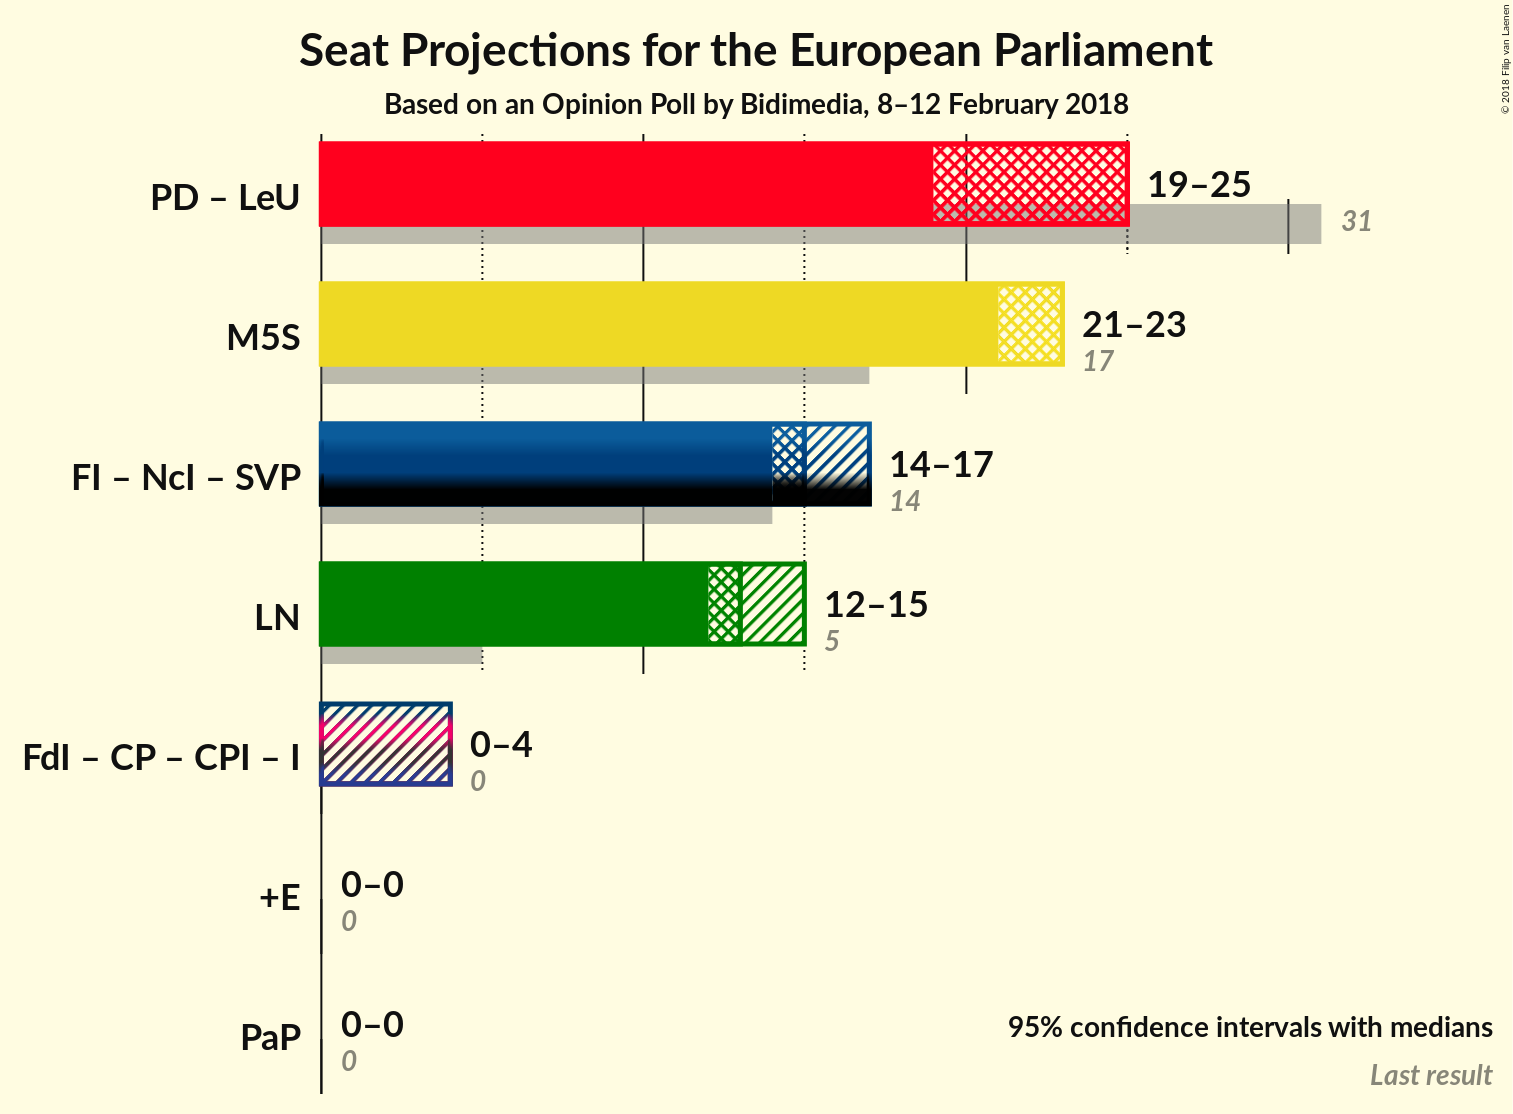 Seat Projections for the European Parliament
Based on an Opinion Poll by Bidimedia, 8–12 February 2018
© 2018 Filip van Laenen
PD – LeU
19–25
31
M5S
21–23
17
FI – NcI – SVP
14–17
14
LN
12–15
5
FdI – CP – CPI – I
0–4
0
+E
0–0
0
PaP
0–0
0
95% confidence intervals with medians
Last result